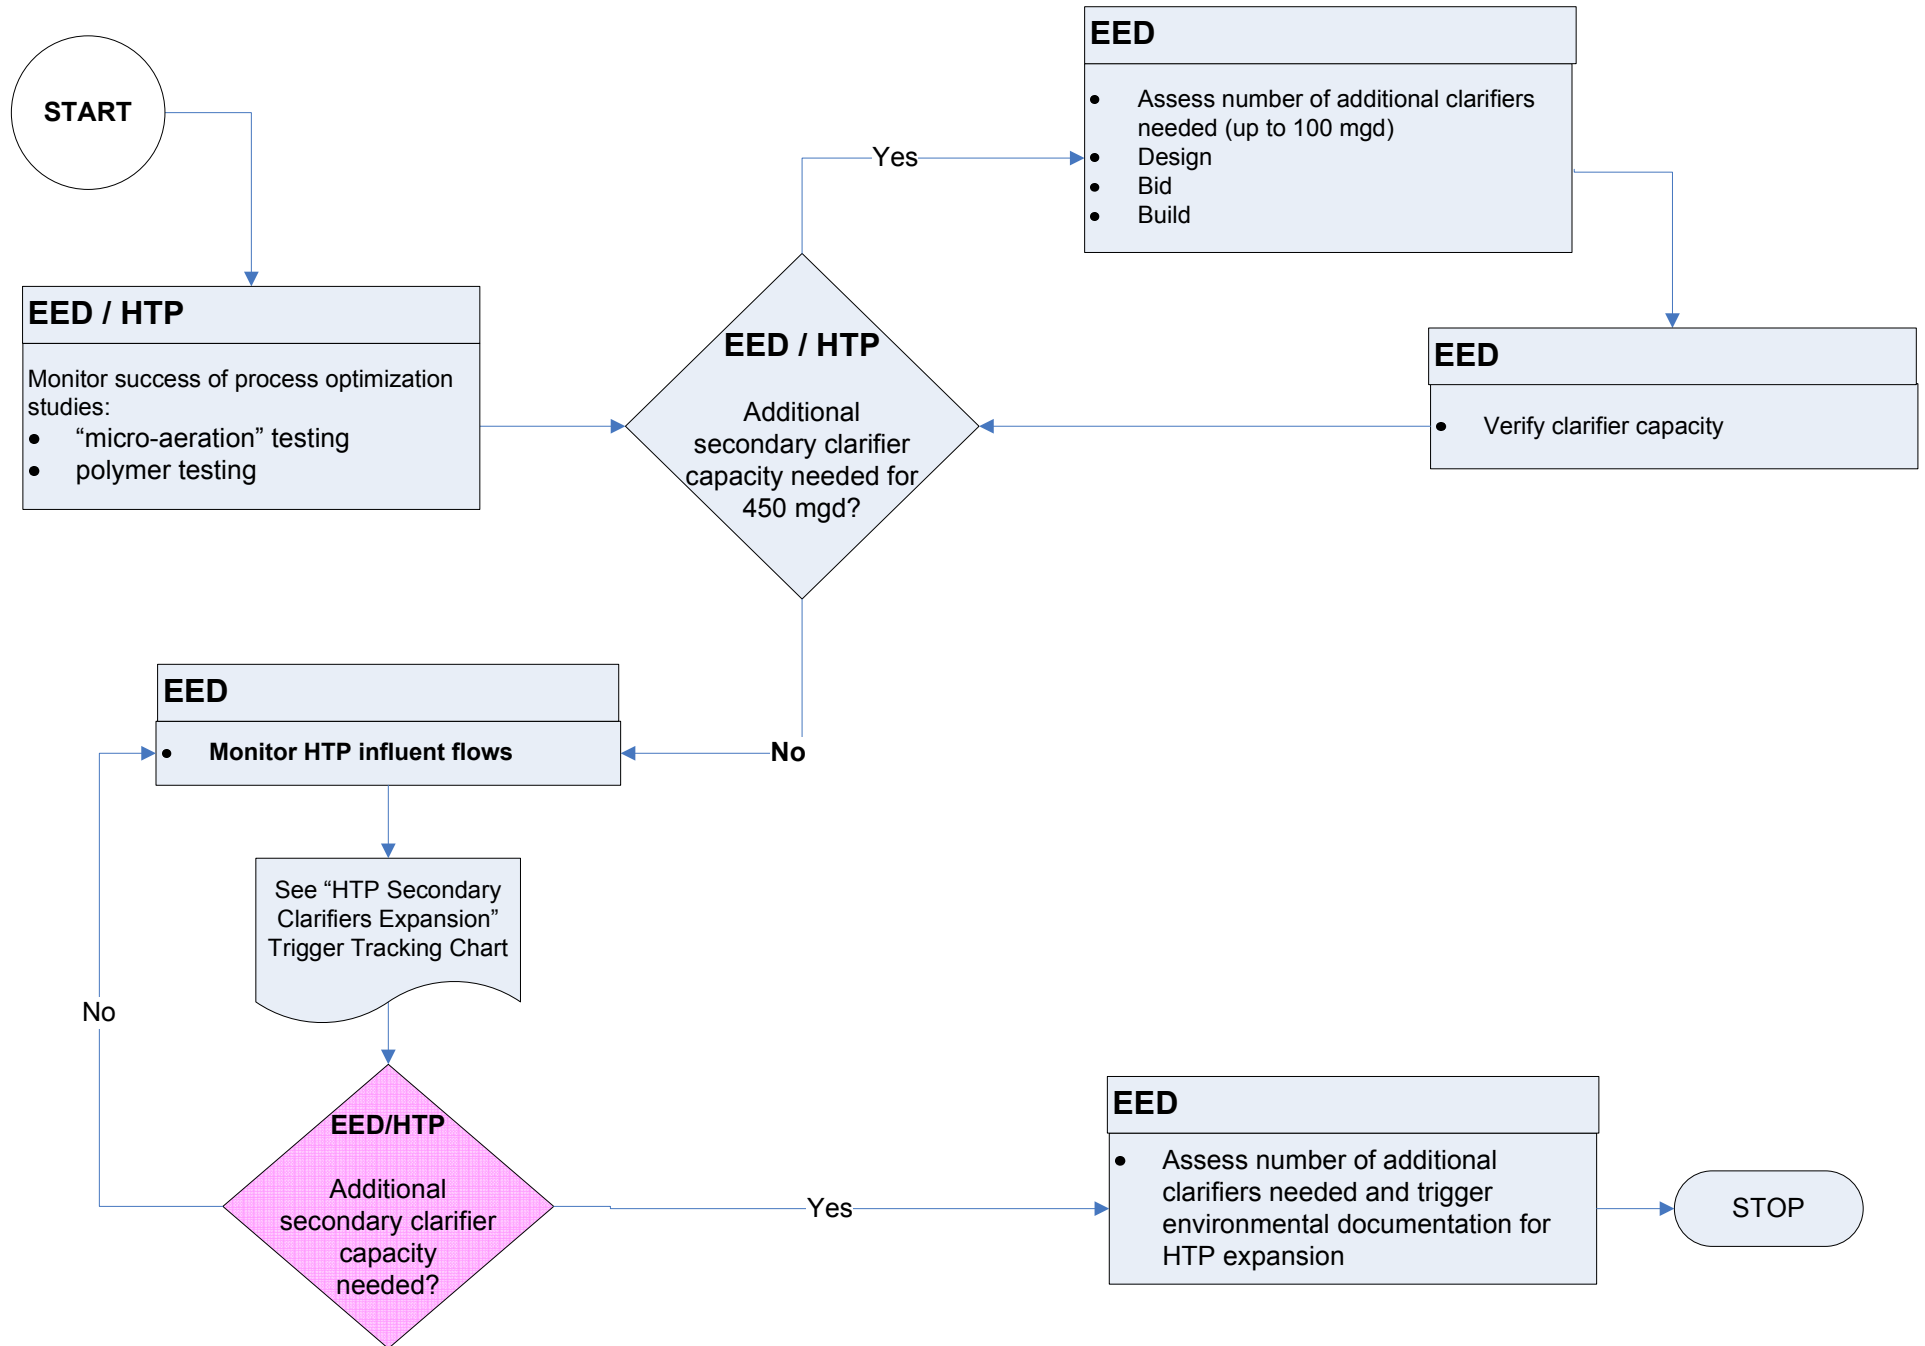 START
EED / HTP
Monitor success of process optimization
studies:
• “micro-aeration” testing
• polymer testing
EED / HTP
Additional
secondary clarifier
capacity needed for
450 mgd?
Yes
EED
• Assess number of additional clarifiers
needed (up to 100 mgd)
• Design
• Bid
• Build
EED
• Verify clarifier capacity
No
EED
• Monitor HTP influent flows
See “HTP Secondary
Clarifiers Expansion”
Trigger Tracking Chart
No
EED/HTP
Additional
secondary clarifier
capacity
needed?
Yes
EED
• Assess number of additional
clarifiers needed and trigger
environmental documentation for
HTP expansion
STOP